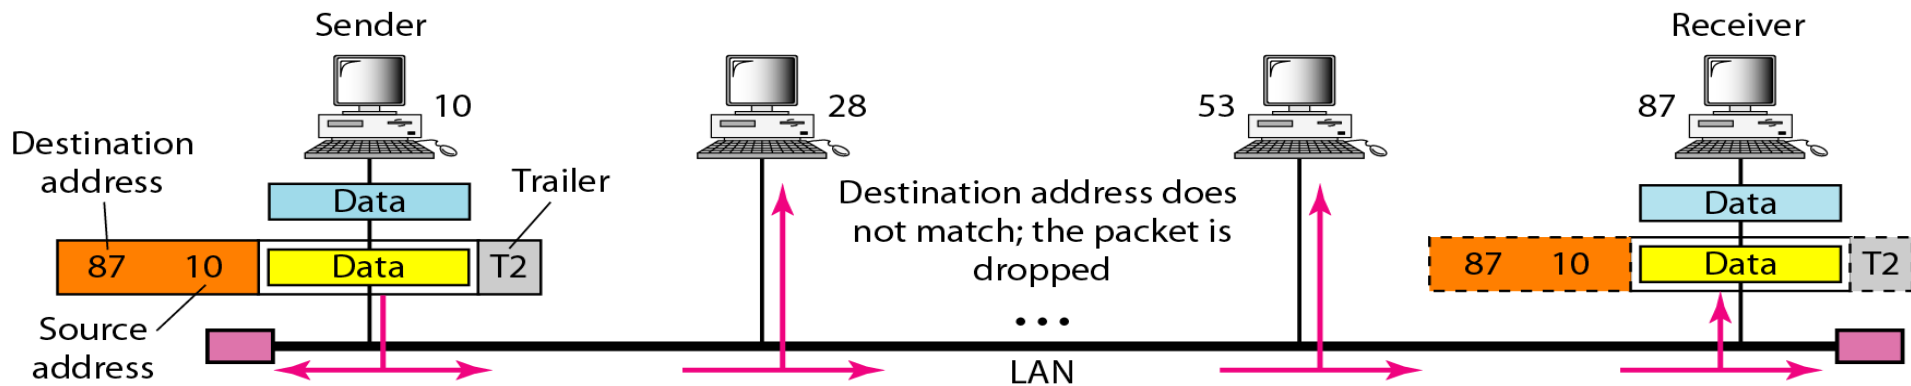 Sender
Receiver
10
28
53
87
Destination
address
Trailer
Data
Destination address does
not match; the packet is
dropped
Data
87 10
Data
T2
87 10
Data
T2
Source
address
...
LAN